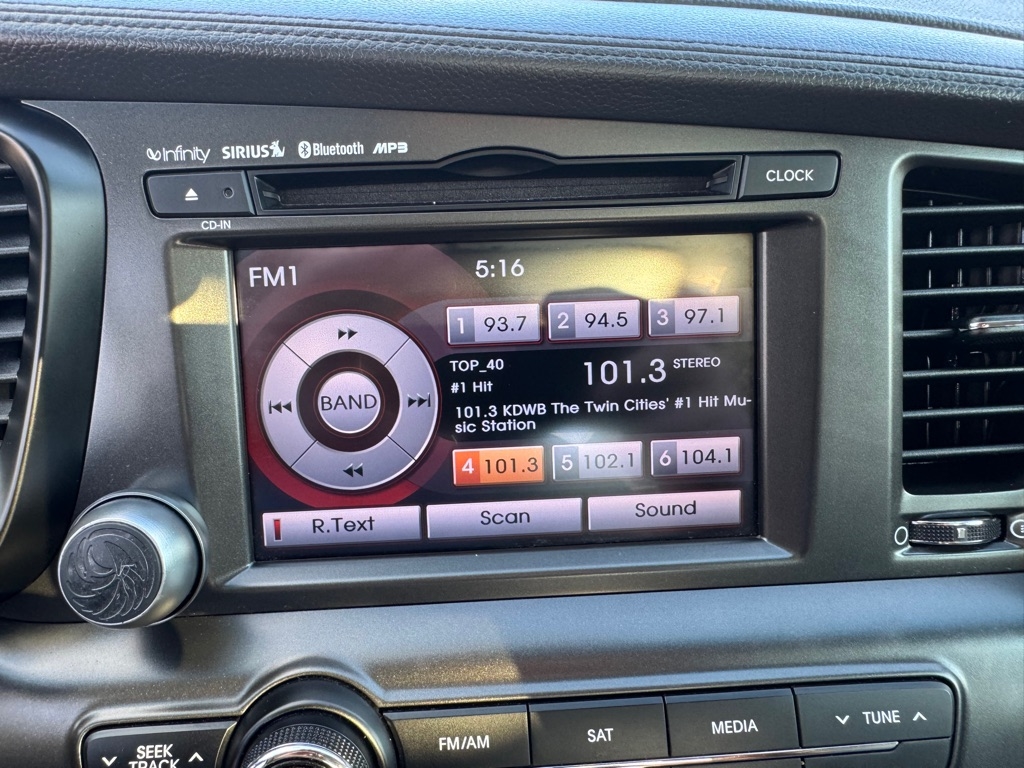 Infinity SIRIUS Bluetooth MP3
CLOCK
CD-IN
FM1
5:16
1 93.7
2 94.5
3 97.1
BAND
TOP_40
#1 Hit
101.3 STEREO
101.3 KDWB The Twin Cities' #1 Hit Mu-
sic Station
4 101.3
5 102.1
6 104.1
R.Text
Scan
Sound
SEEK
TRACK
FM/AM
SAT
MEDIA
TUNE